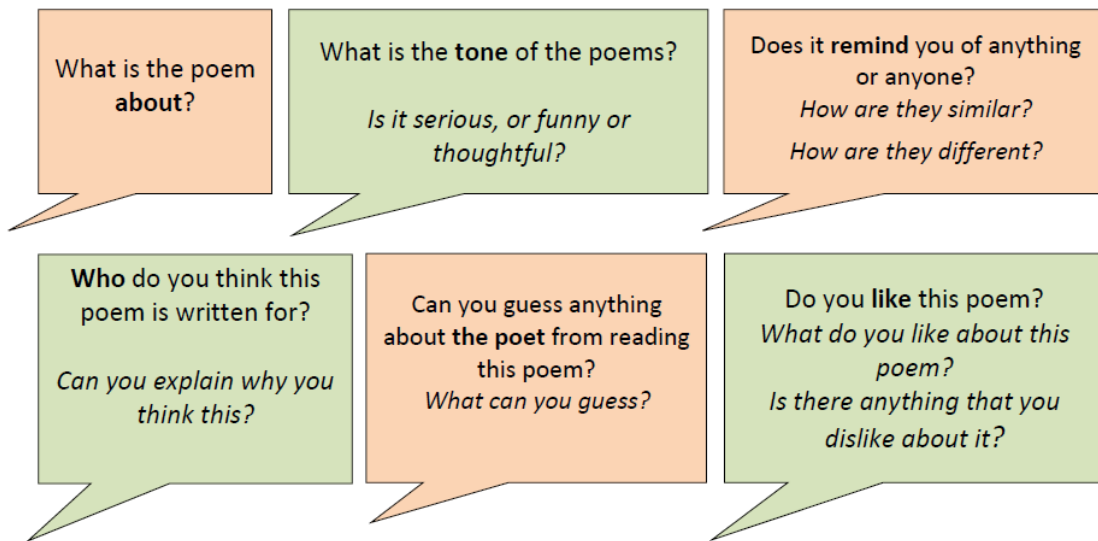 What is the poem
about?
What is the tone of the poems?
Is it serious, or funny or
thoughtful?
Does it remind you of anything
or anyone?
How are they similar?
How are they different?
Who do you think this
poem is written for?
Can you explain why you
think this?
Can you guess anything
about the poet from reading
this poem?
What can you guess?
Do you like this poem?
What do you like about this
poem?
Is there anything that you
dislike about it?